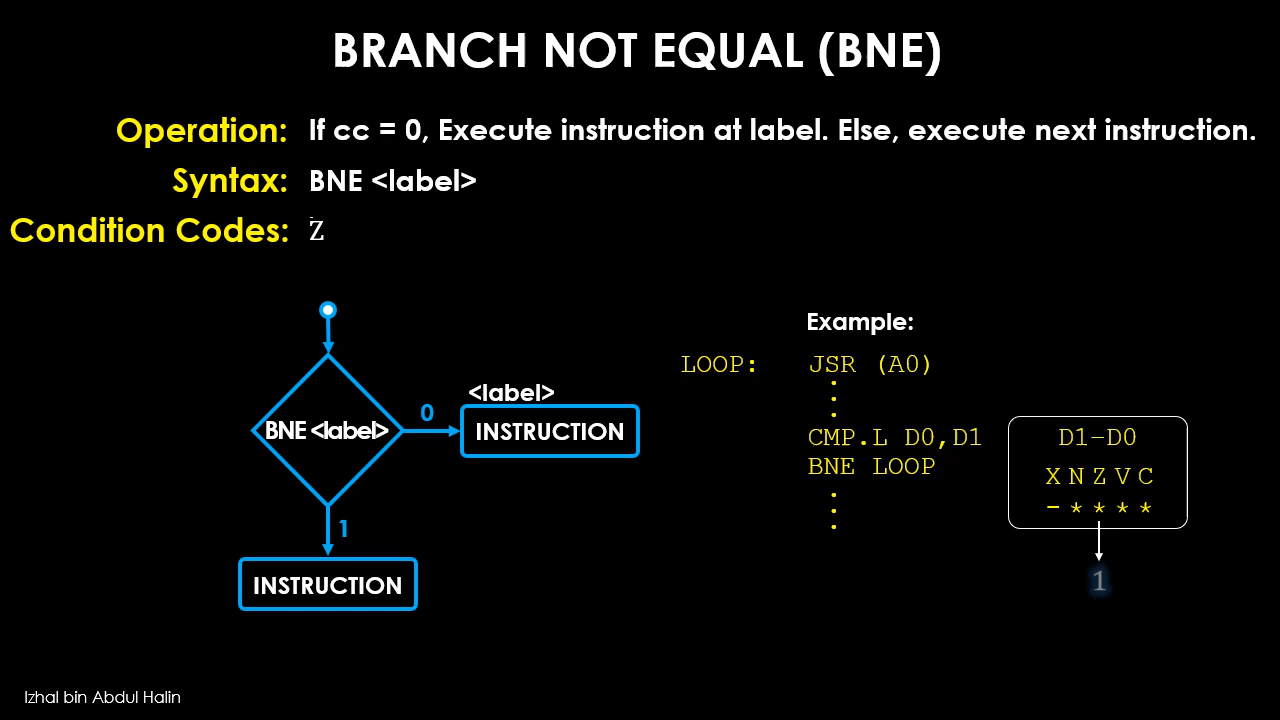 BRANCH NOT EQUAL (BNE)
Operation: If cc = 0, Execute instruction at label. Else, execute next instruction.
Syntax: BNE <label>
Condition Codes: Z
Example:
LOOP: JSR (A0)
.
.
.
<label>
0
BNE <label>
INSTRUCTION
CMP.L D0,D1
BNE LOOP
.
.
.
D1-D0
X N Z V C
- * * * *
1
1
INSTRUCTION
Izhal bin Abdul Halin